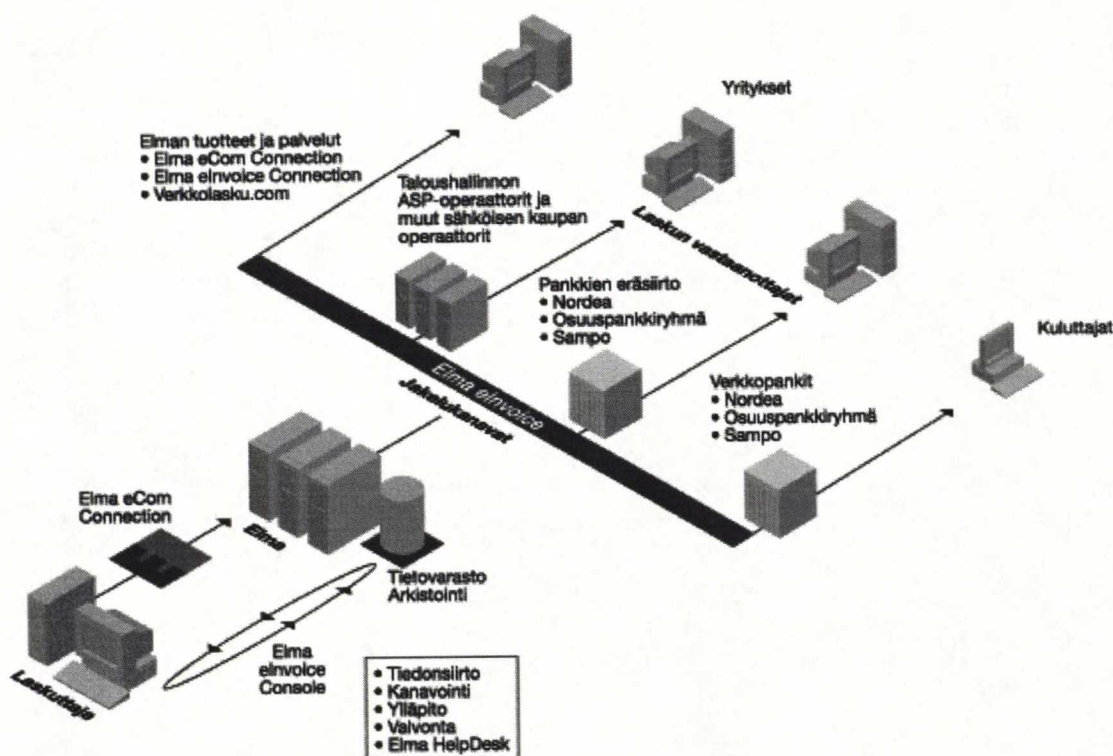 Yritykset
Elman tuotteet ja palvelut
• Elma eCom Connection
• Elma eInvoice Connection
• Verkkolasku.com
Taloushallinnon
ASP-operaattorit ja
muut sähköisen kaupan
operaattorit
Laskun vastaanottajat
Pankkien eräsiirto
• Nordea
• Osuuspankkiryhmä
• Sampo
Kuluttajat
Elma eInvoice
Jakelukanavat
Verkkopankit
• Nordea
• Osuuspankkiryhmä
• Sampo
Elma eCom
Connection
Elma
Tietovarasto
Arkistointi
Elma
eInvoice
Console
Laskuttaja
• Tiedonsiirto
• Kanavointi
• Ylläpito
• Valvonta
• Elma HelpDesk